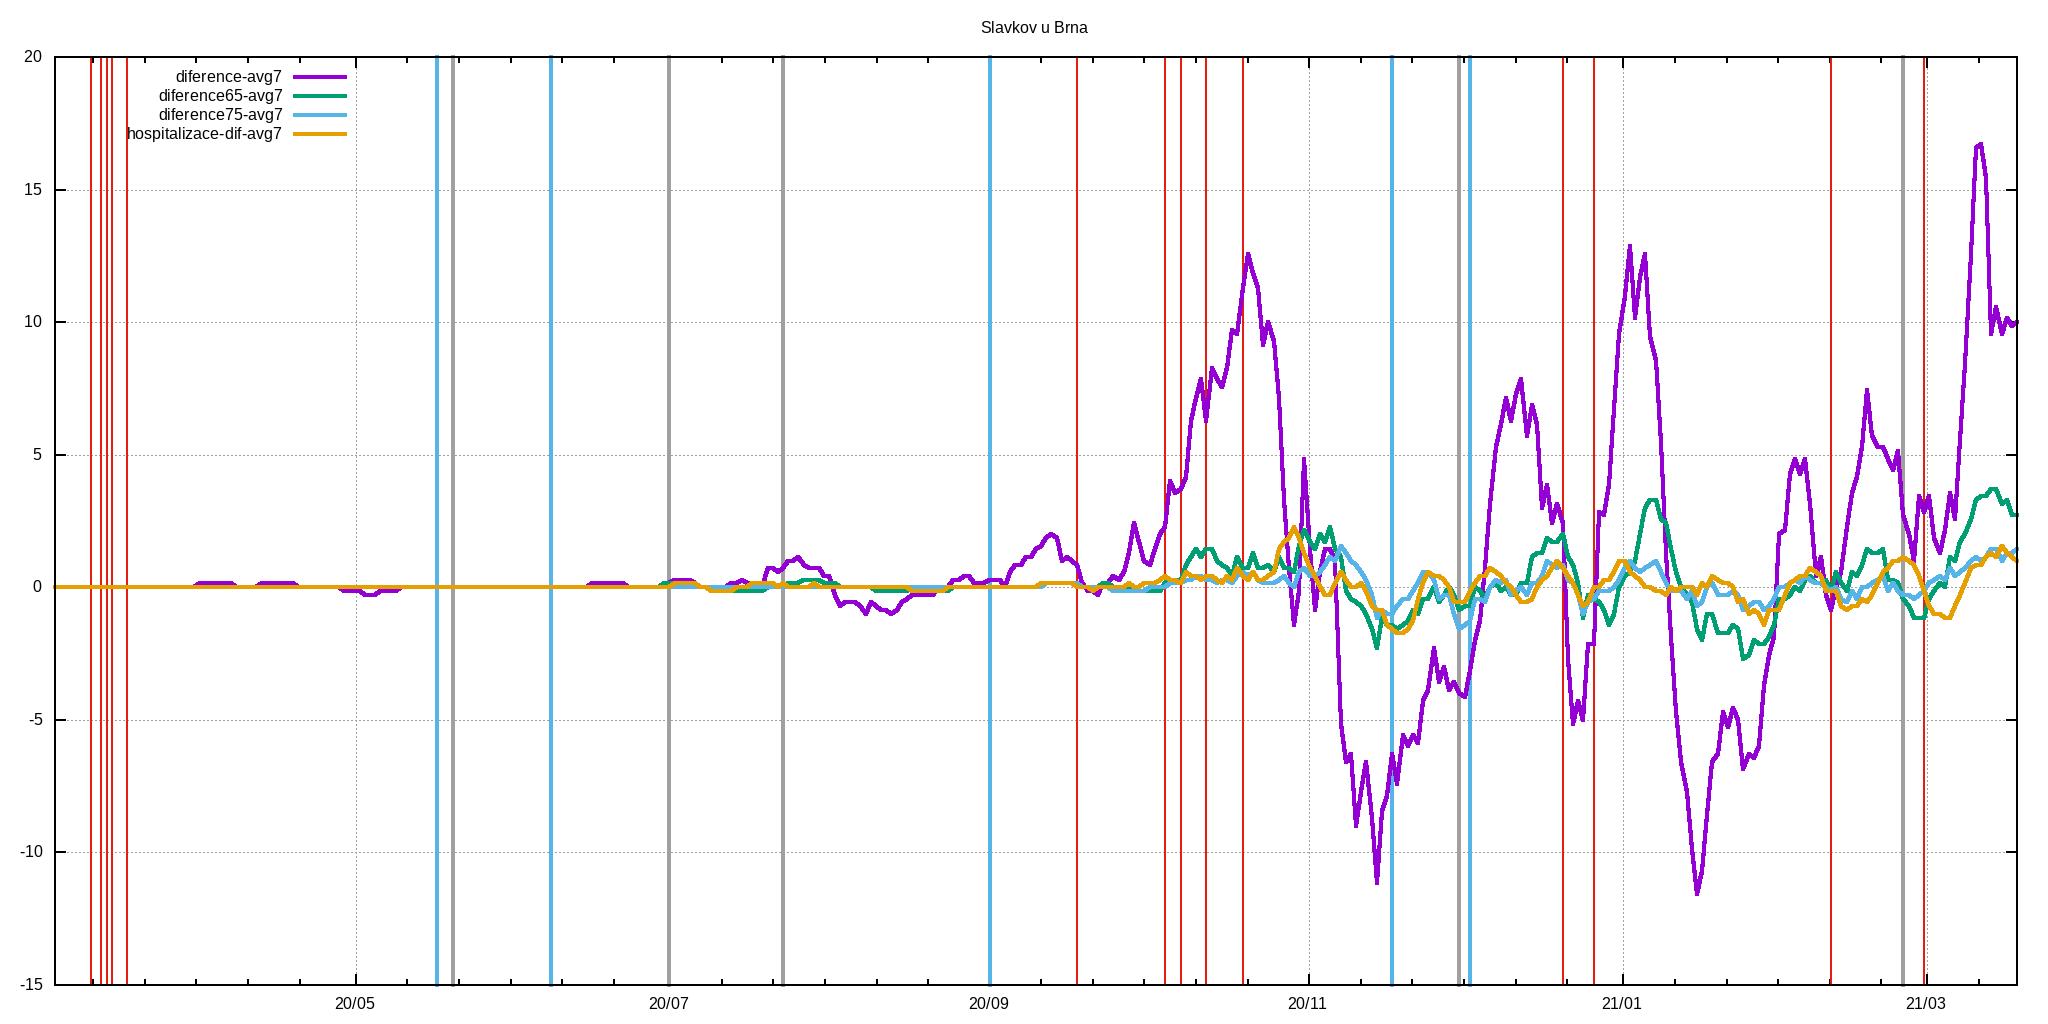 Slavkov u Brna
20
diference-avg7
diference65-avg7
diference75-avg7
hospitalizace-dif-avg7
15
10
5
0
-5
-10
-15
20/05 20/07 20/09 20/11 21/01 21/03